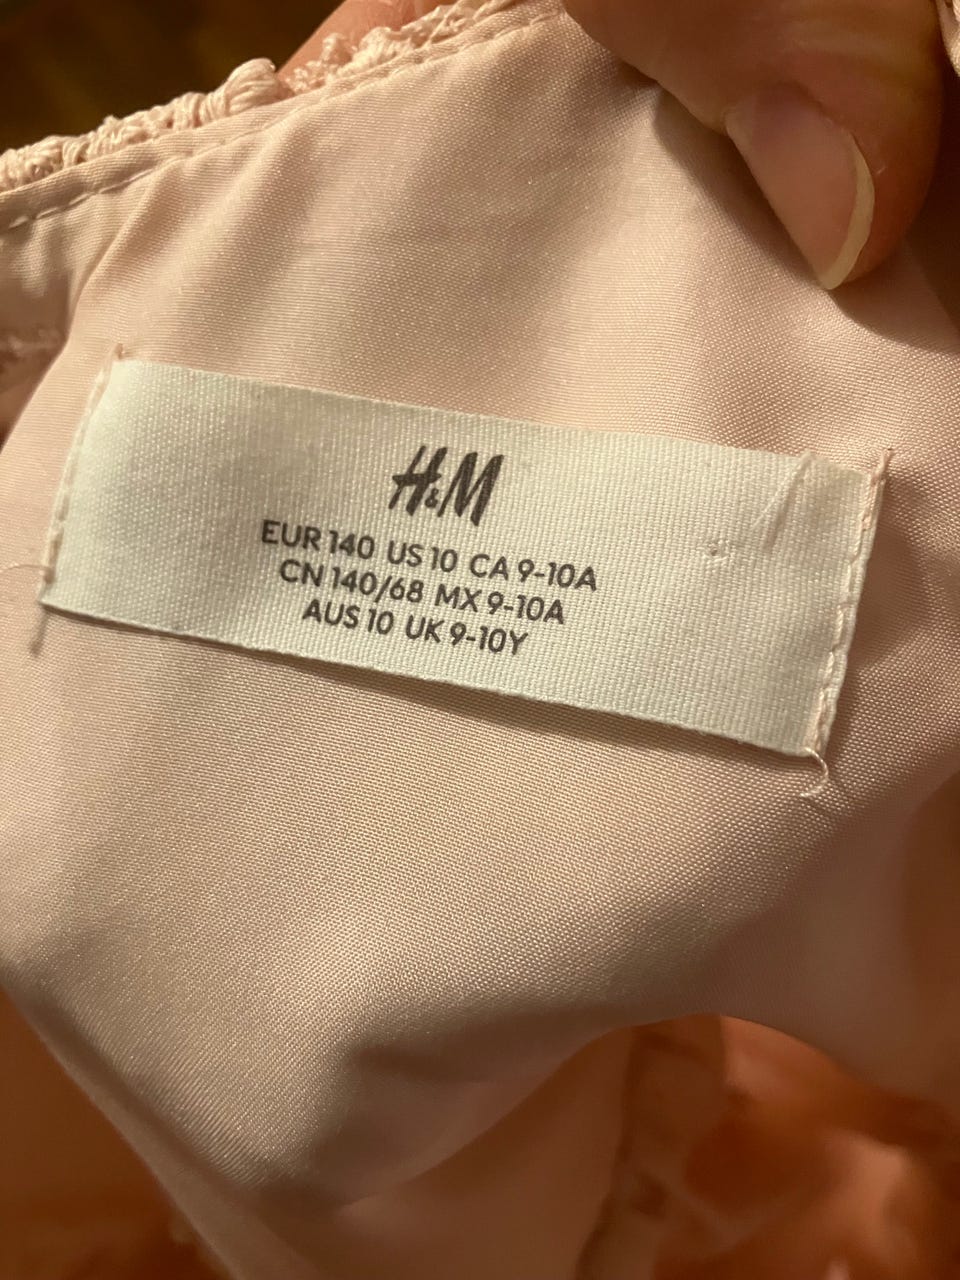 H&M
EUR 140 US 10 CA 9-10A
CN 140/68 MX 9-10A
AUS 10 UK 9-10Y